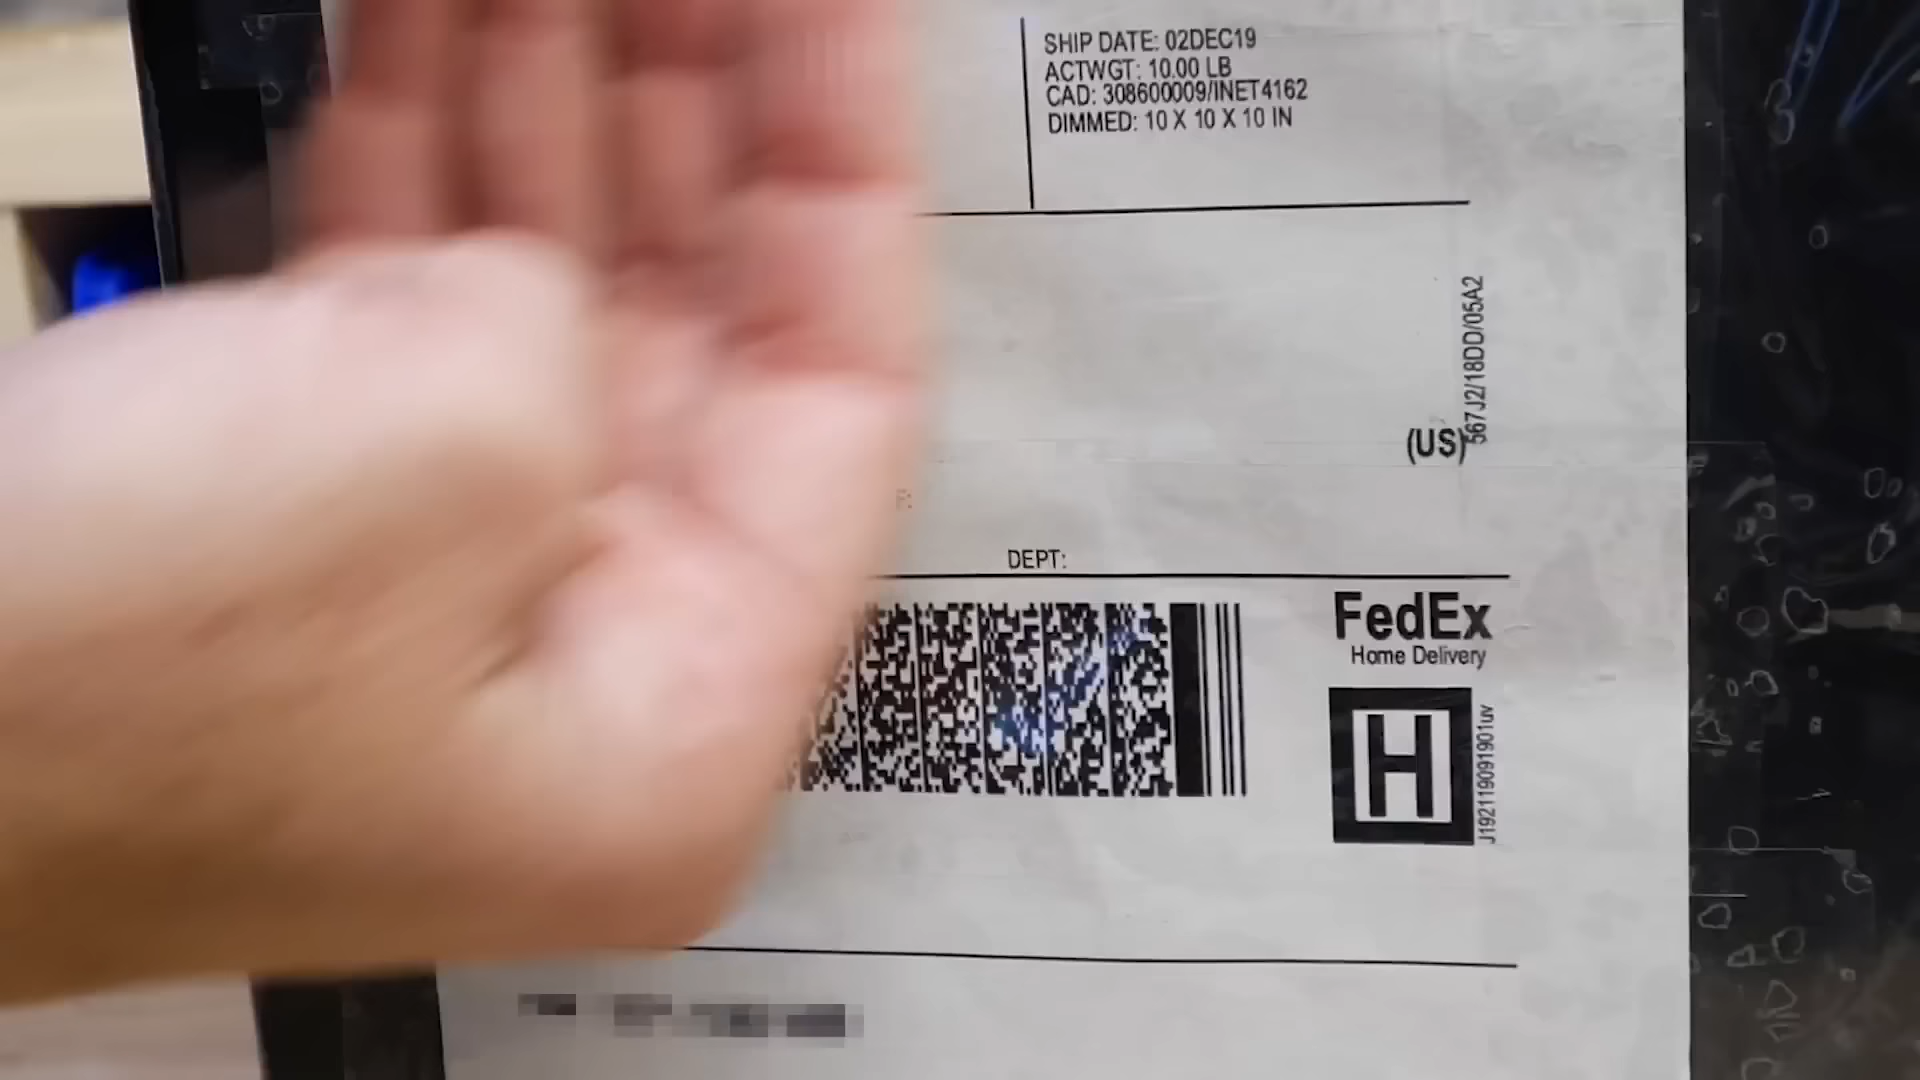 SHIP DATE: 02DEC19
ACTWGT: 10.00 LB
CAD: 308600009/INET4162
DIMMED: 10 X 10 X 10 IN
567J2/18DD/05A2
(US)
DEPT:
FedEx
Home Delivery
H
J192119091901uv